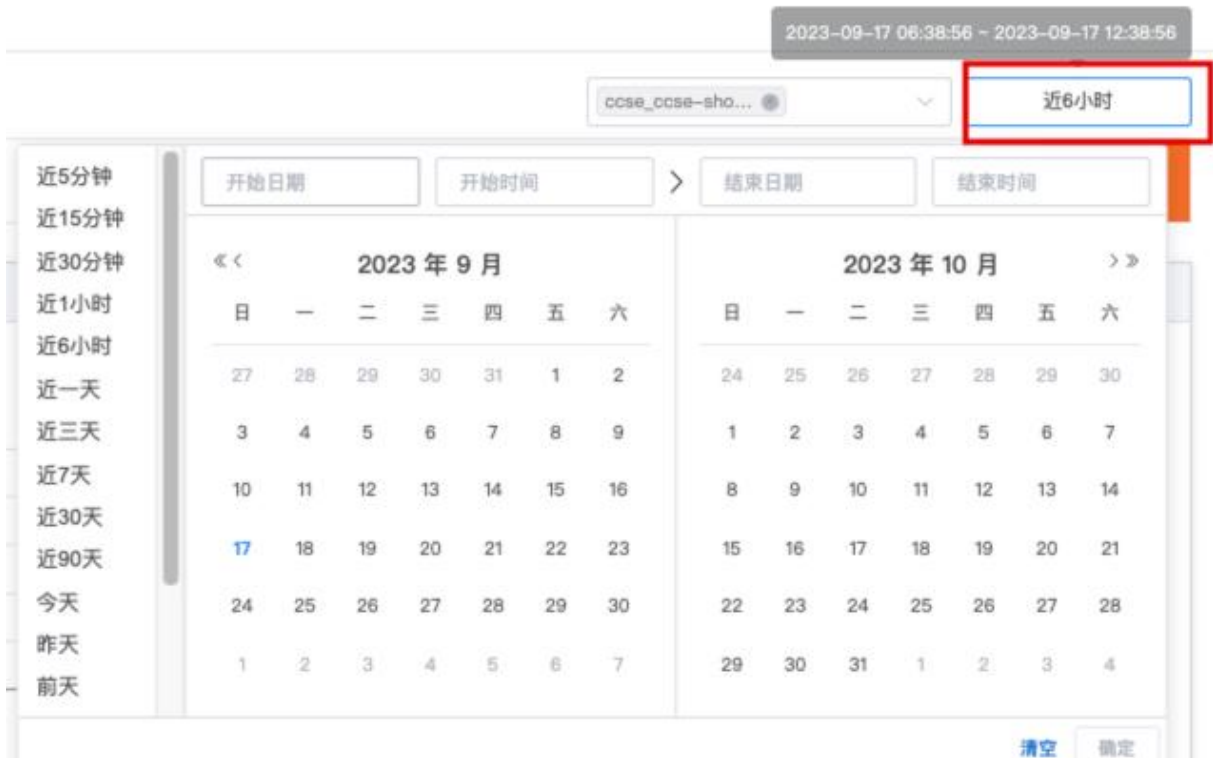 2023-09-17 06:38:56 ~ 2023-09-17 12:38:56
ccse_ccse-sho... 近6小时
近5分钟
近15分钟
近30分钟
近1小时
近6小时
近一天
近三天
近7天
近30天
近90天
今天
昨天
前天
开始日期 开始时间 > 结束日期 结束时间
« < 2023 年 9 月
日 一 二 三 四 五 六
27 28 29 30 31 1 2
3 4 5 6 7 8 9
10 11 12 13 14 15 16
17 18 19 20 21 22 23
24 25 26 27 28 29 30
1 2 3 4 5 6 7
2023 年 10 月 > »
日 一 二 三 四 五 六
24 25 26 27 28 29 30
1 2 3 4 5 6 7
8 9 10 11 12 13 14
15 16 17 18 19 20 21
22 23 24 25 26 27 28
29 30 31 1 2 3 4
清空 确定